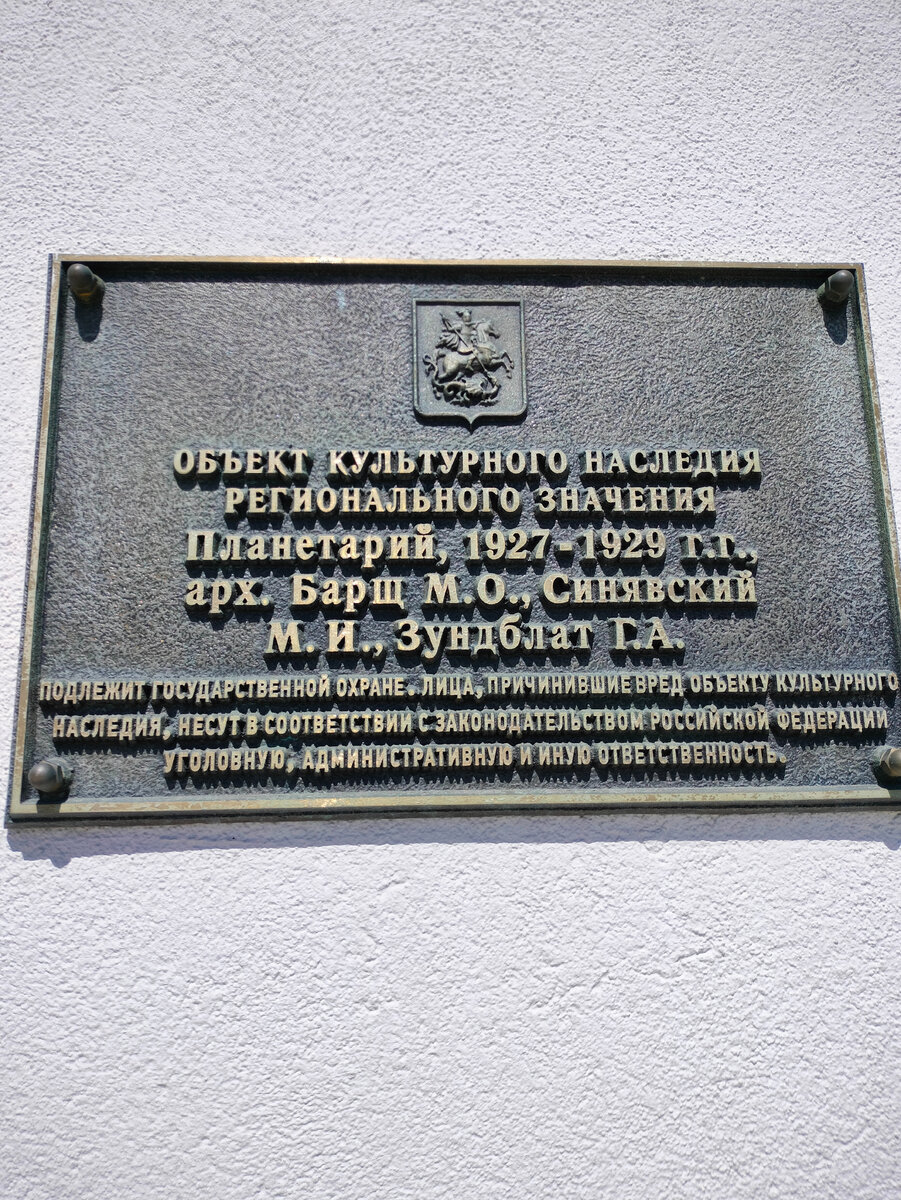 ОБЪЕКТ КУЛЬТУРНОГО НАСЛЕДИЯ
РЕГИОНАЛЬНОГО ЗНАЧЕНИЯ
Планетарий, 1927-1929 г.г.,
арх. Барщ М.О., Синявский
М.И., Зундблат Г.А.
ПОДЛЕЖИТ ГОСУДАРСТВЕННОЙ ОХРАНЕ. ЛИЦА, ПРИЧИНИВШИЕ ВРЕД ОБЪЕКТУ КУЛЬТУРНОГО
НАСЛЕДИЯ, НЕСУТ В СООТВЕТСТВИИ С ЗАКОНОДАТЕЛЬСТВОМ РОССИЙСКОЙ ФЕДЕРАЦИИ
УГОЛОВНУЮ, АДМИНИСТРАТИВНУЮ И ИНУЮ ОТВЕТСТВЕННОСТЬ.